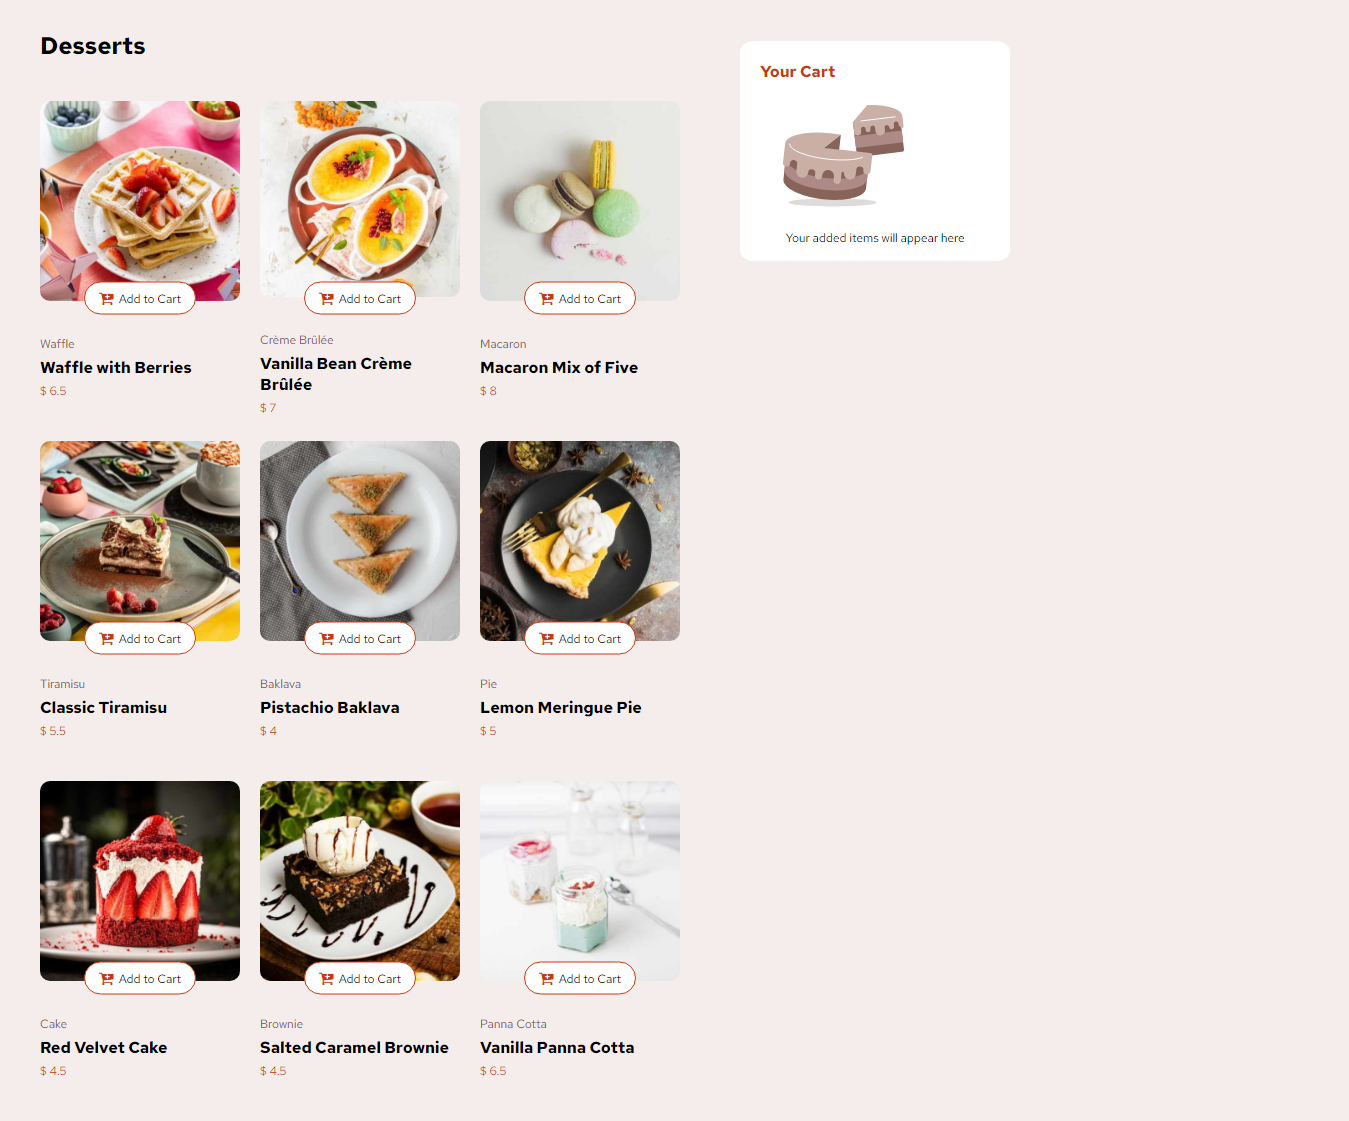 Desserts
Your Cart
Your added items will appear here
Add to Cart
Add to Cart
Add to Cart
Waffle
Waffle with Berries
$ 6.5
Crème Brûlée
Vanilla Bean Crème
Brûlée
$ 7
Macaron
Macaron Mix of Five
$ 8
Add to Cart
Add to Cart
Add to Cart
Tiramisu
Classic Tiramisu
$ 5.5
Baklava
Pistachio Baklava
$ 4
Pie
Lemon Meringue Pie
$ 5
Add to Cart
Add to Cart
Add to Cart
Cake
Red Velvet Cake
$ 4.5
Brownie
Salted Caramel Brownie
$ 4.5
Panna Cotta
Vanilla Panna Cotta
$ 6.5